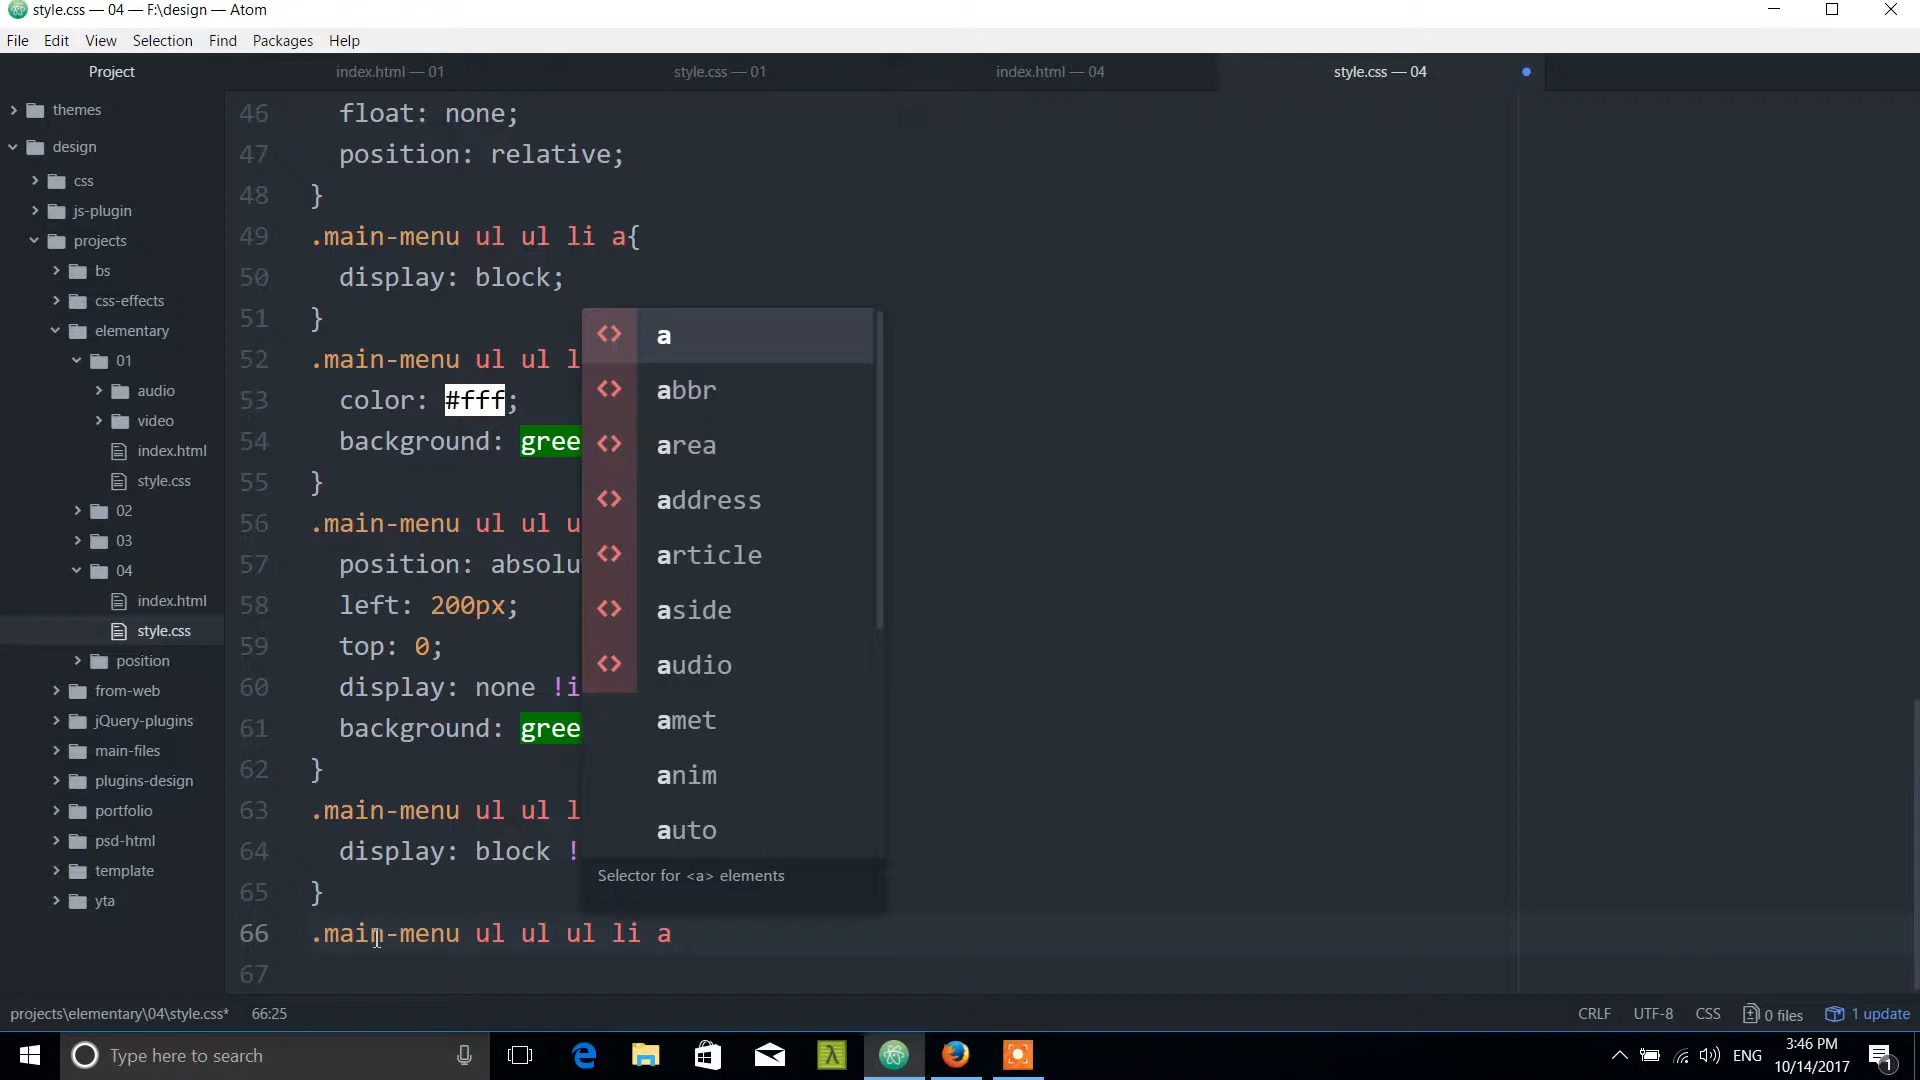 style.css — 04 — F:\design — Atom
File Edit View Selection Find Packages Help
Project
index.html — 01
style.css — 01
index.html — 04
style.css — 04
themes
design
css
js-plugin
projects
bs
css-effects
elementary
01
audio
video
index.html
style.css
02
03
04
index.html
style.css
position
from-web
jQuery-plugins
main-files
plugins-design
portfolio
psd-html
template
yta
46 float: none;
47 position: relative;
48 }
49 .main-menu ul ul li a{
50 display: block;
51 }
52 .main-menu ul ul l
53 color: #fff;
54 background: gree
55 }
56 .main-menu ul ul u
57 position: absolu
58 left: 200px;
59 top: 0;
60 display: none !i
61 background: gree
62 }
63 .main-menu ul ul l
64 display: block !
65 }
66 .main-menu ul ul ul li a
67
<> a
<> abbr
<> area
<> address
<> article
<> aside
<> audio
amet
anim
auto
Selector for <a> elements
projects\elementary\04\style.css* 66:25
CRLF UTF-8 CSS 0 files 1 update
Type here to search
ENG
3:46 PM
10/14/2017
1